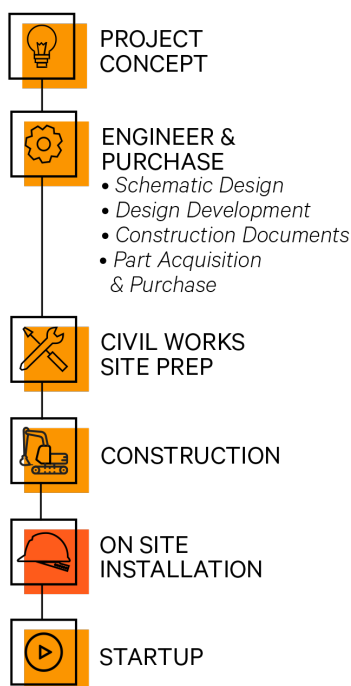 PROJECT
CONCEPT
ENGINEER &
PURCHASE
• Schematic Design
• Design Development
• Construction Documents
• Part Acquisition
& Purchase
CIVIL WORKS
SITE PREP
CONSTRUCTION
ON SITE
INSTALLATION
STARTUP